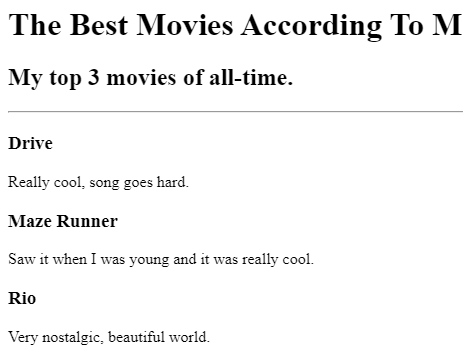 The Best Movies According To M
My top 3 movies of all-time.
Drive
Really cool, song goes hard.
Maze Runner
Saw it when I was young and it was really cool.
Rio
Very nostalgic, beautiful world.